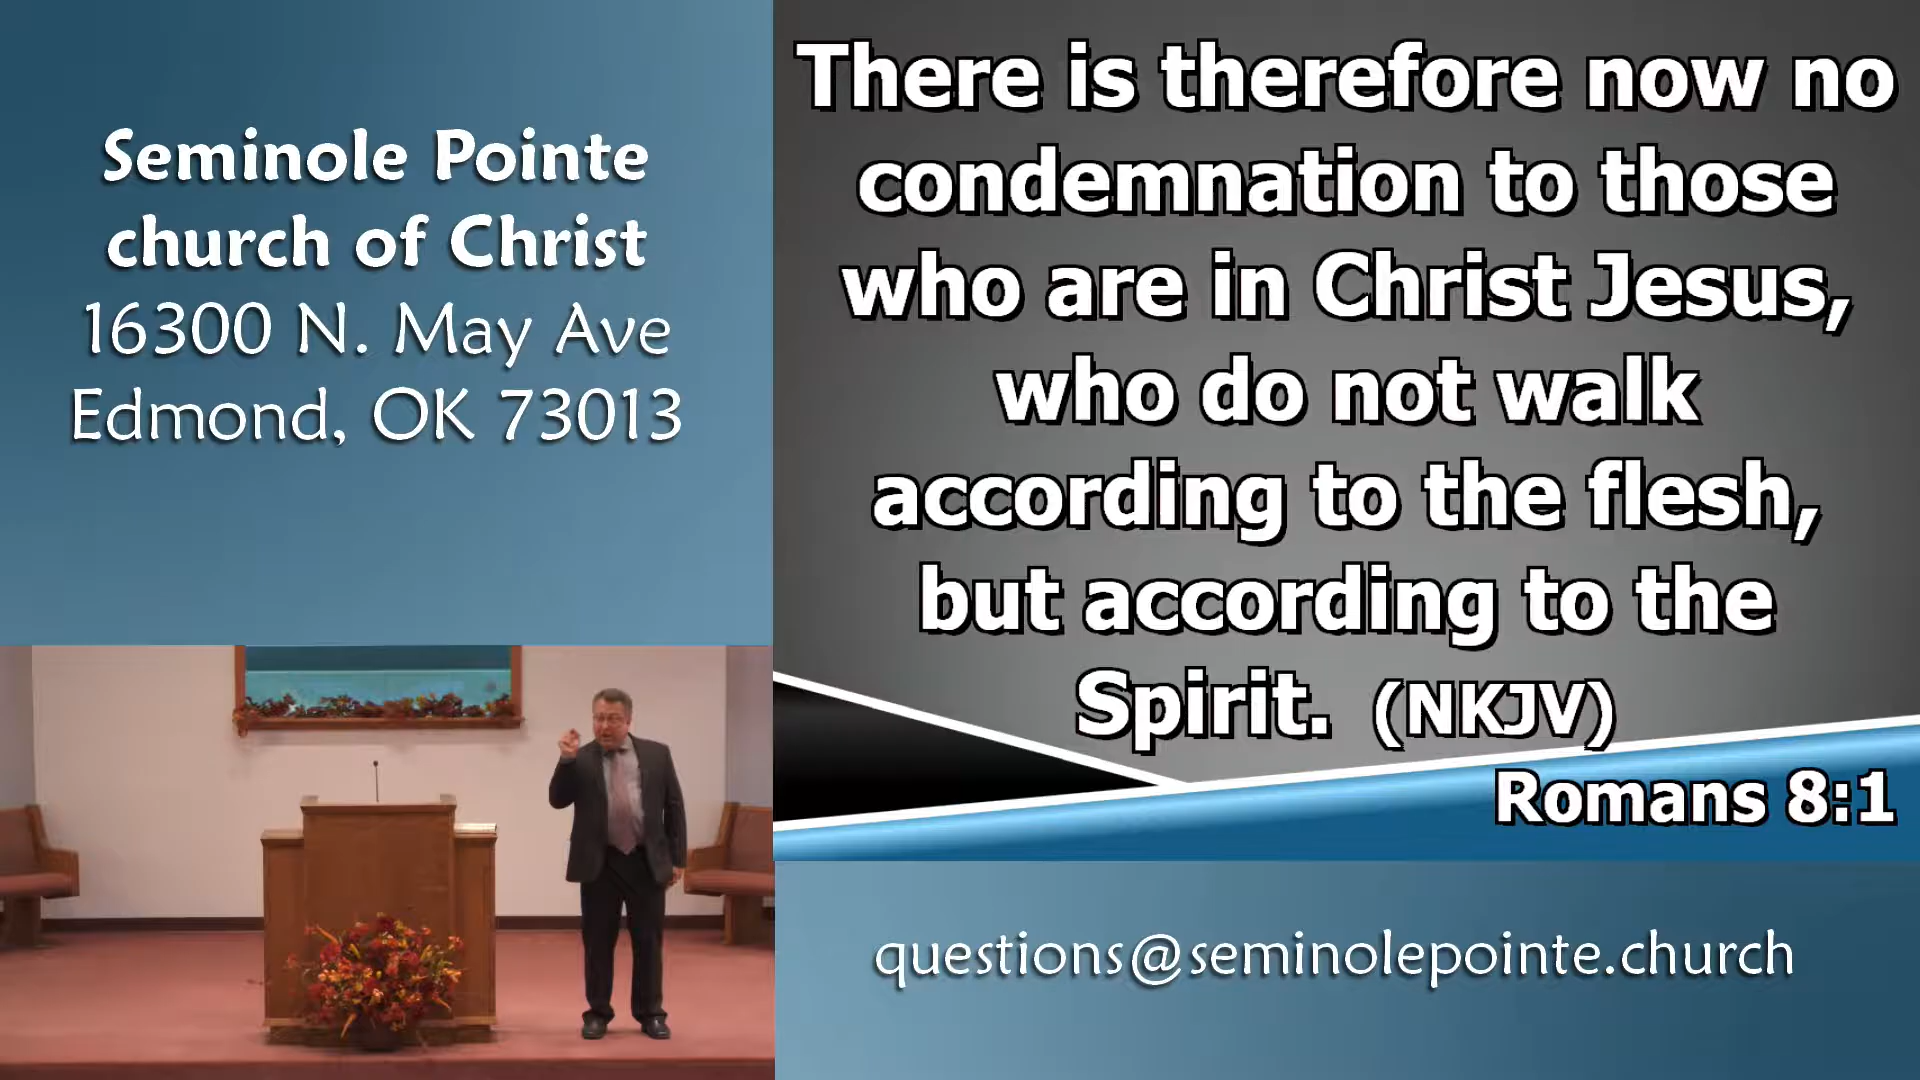 Seminole Pointe
church of Christ
16300 N. May Ave
Edmond, OK 73013
There is therefore now no
condemnation to those
who are in Christ Jesus,
who do not walk
according to the flesh,
but according to the
Spirit. (NKJV)
Romans 8:1
questions@seminolepointe.church